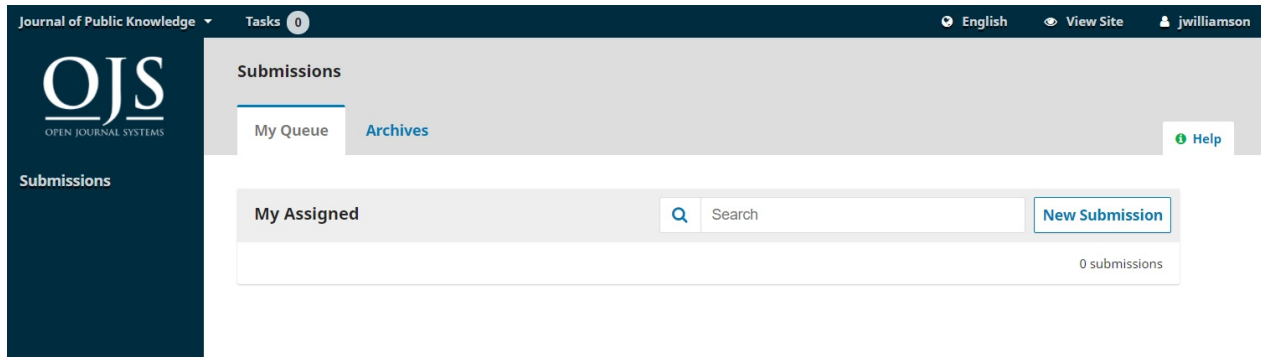 Journal of Public Knowledge Tasks 0 English View Site jwilliamson
OJS
OPEN JOURNAL SYSTEMS
Submissions
Submissions
My Queue Archives
Help
My Assigned Search New Submission
0 submissions